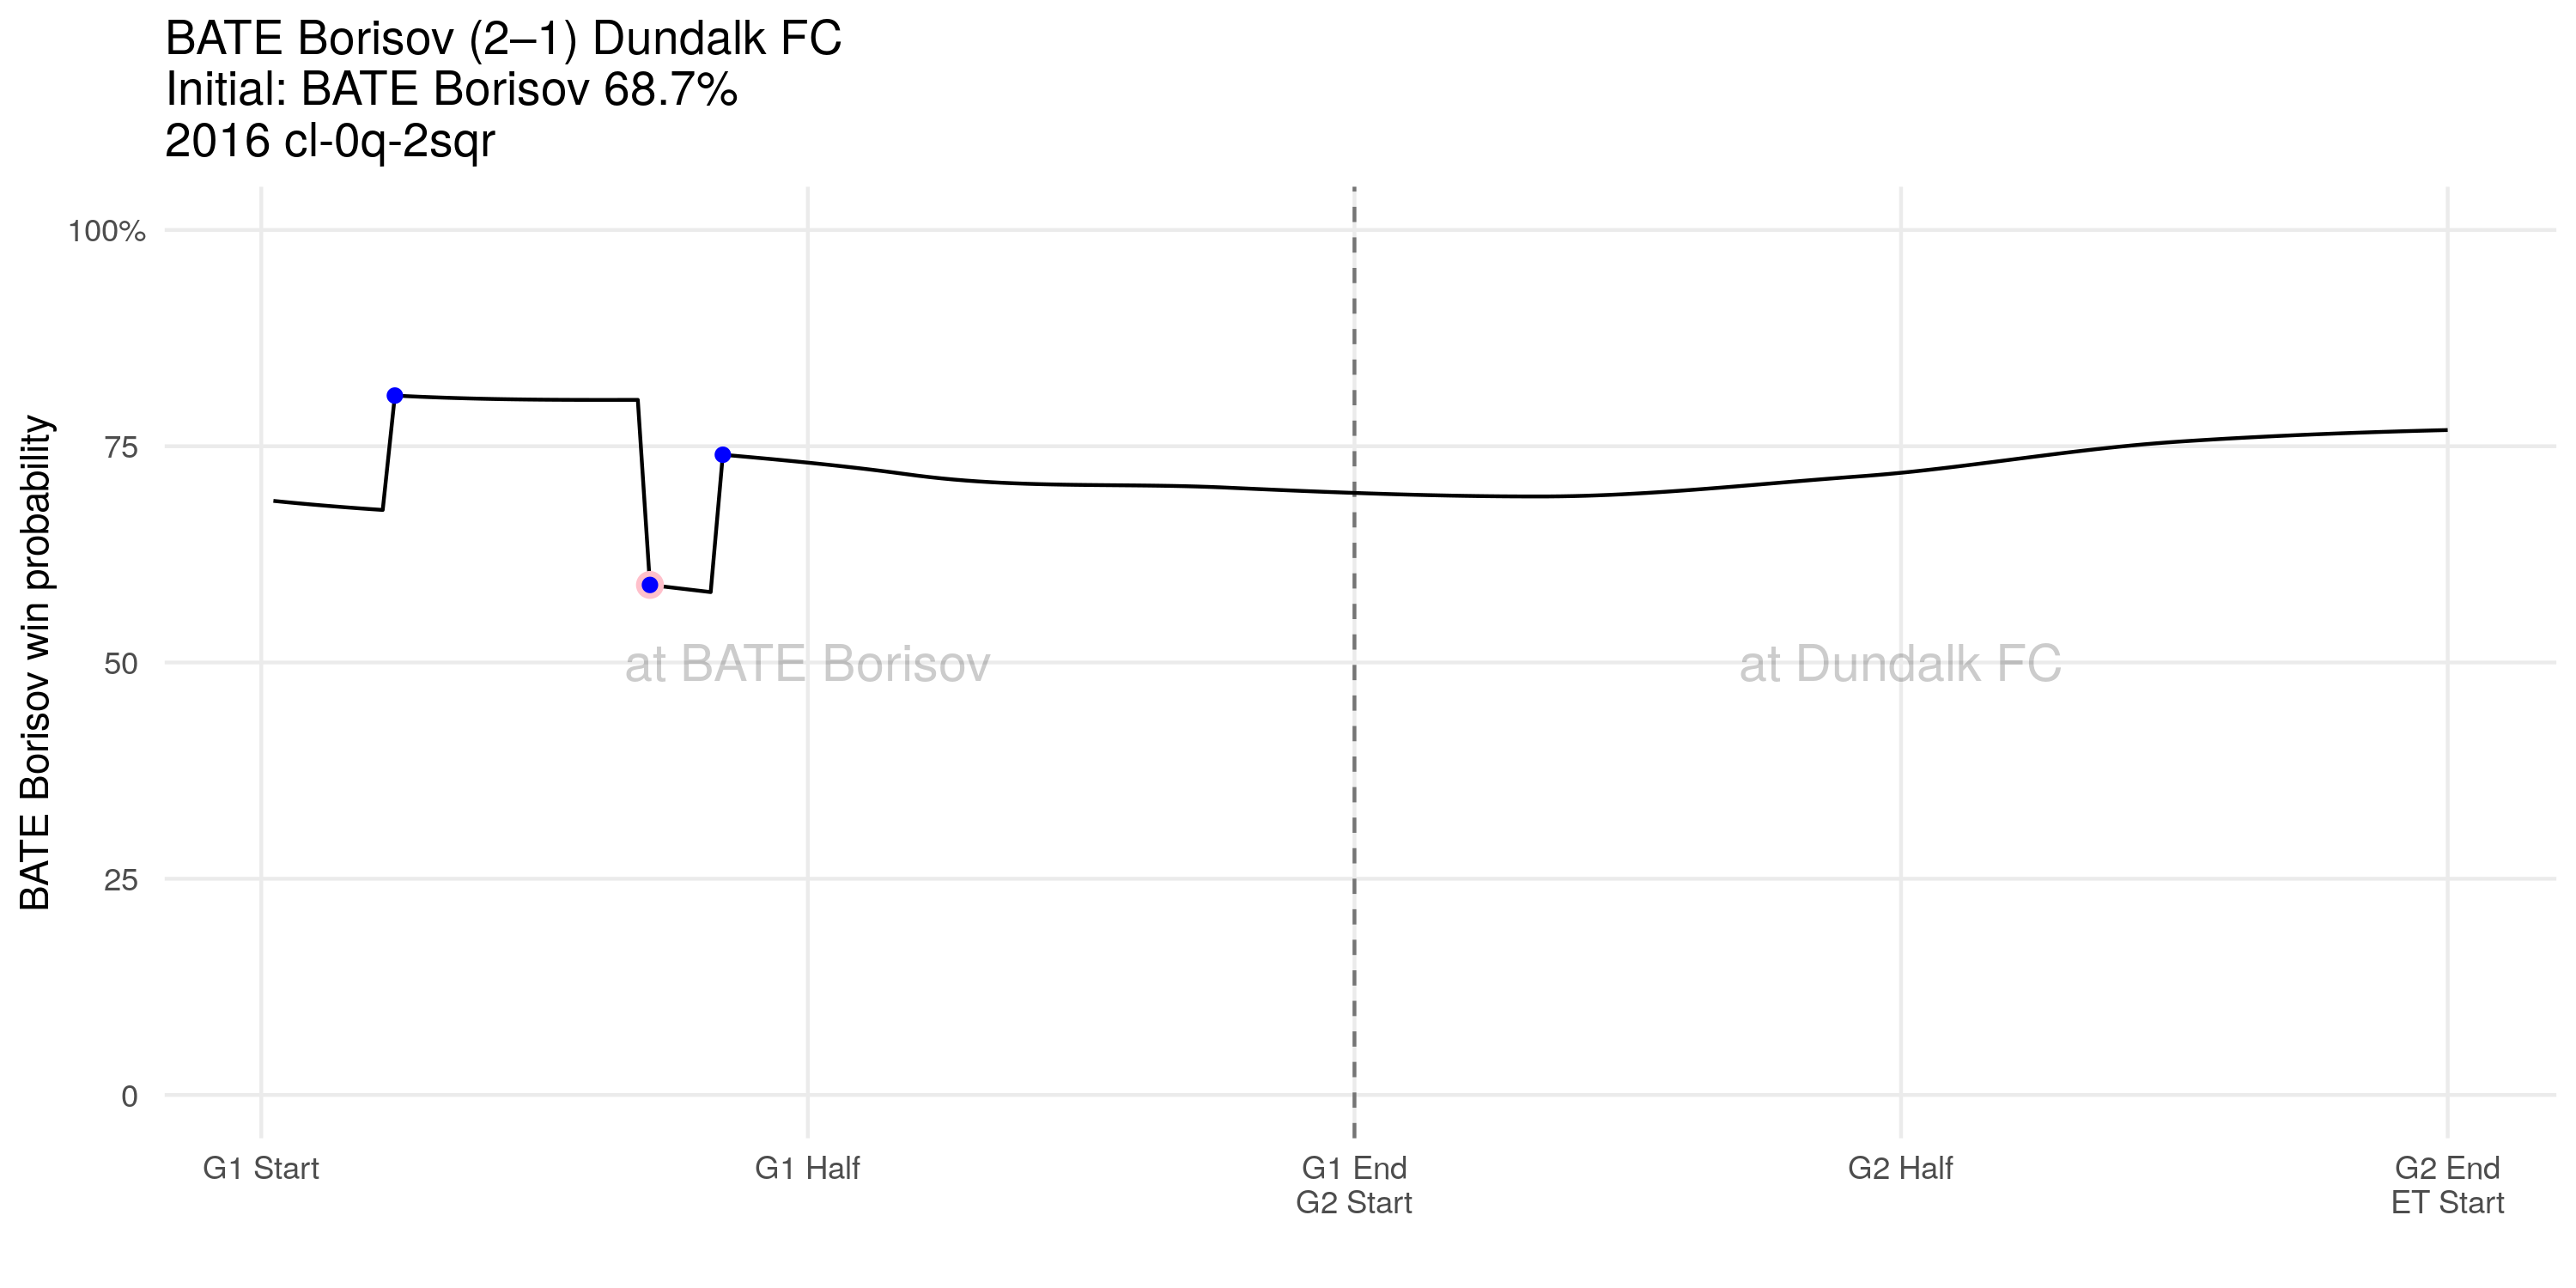 BATE Borisov (2–1) Dundalk FC
Initial: BATE Borisov 68.7%
2016 cl-0q-2sqr
BATE Borisov win probability
100%
75
50
25
0
at BATE Borisov
at Dundalk FC
G1 Start
G1 Half
G1 End
G2 Start
G2 Half
G2 End
ET Start